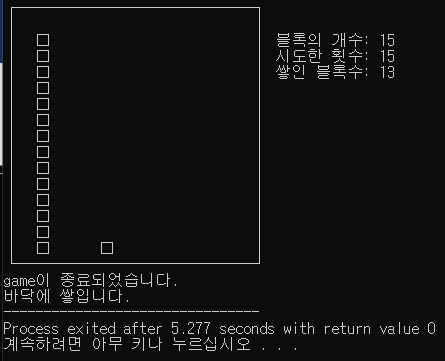 블록의 개수: 15
시도한 횟수: 15
쌓인 블록수: 13
game이 종료되었습니다.
바닥에 쌓입니다.
--------------------------------
Process exited after 5.277 seconds with return value 0
계속하려면 아무 키나 누르십시오 . . .